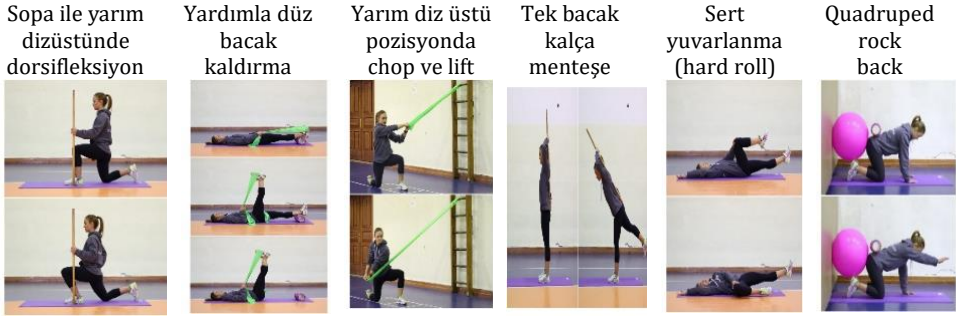 Sopa ile yarım
dizüstünde
dorsifleksiyon
Yardımla düz
bacak
kaldırma
Yarım diz üstü
pozisyonda
chop ve lift
Tek bacak
kalça
menteşe
Sert
yuvarlanma
(hard roll)
Quadruped
rock
back